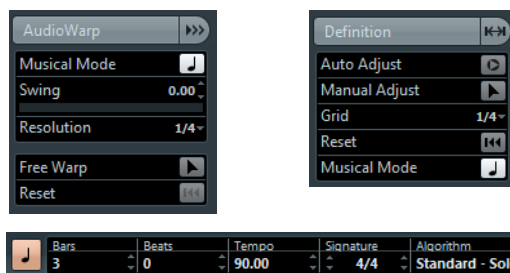 AudioWarp
Musical Mode
Swing 0.00
Resolution 1/4
Free Warp
Reset
Definition
Auto Adjust
Manual Adjust
Grid 1/4
Reset
Musical Mode
Bars Beats Tempo Signature Algorithm
3 0 90.00 4/4 Standard - Sol